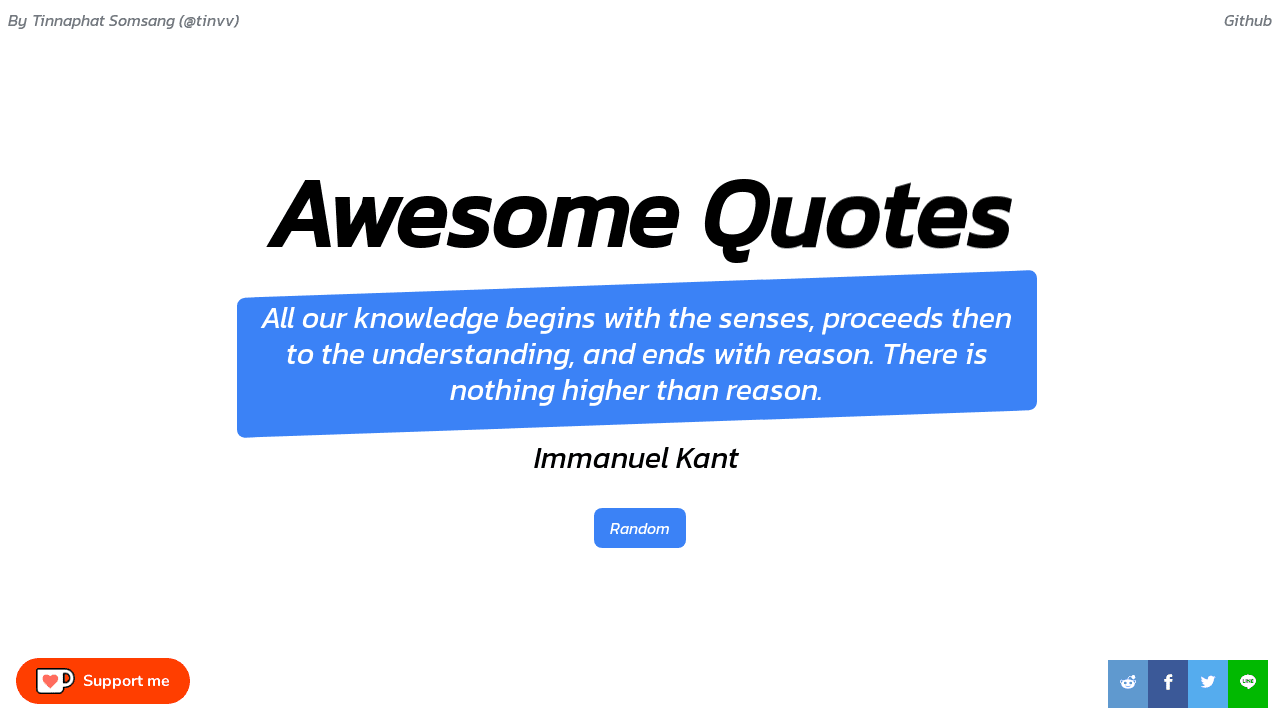 By Tinnaphat Somsang (@tinvv)
Github
Awesome Quotes
All our knowledge begins with the senses, proceeds then
to the understanding, and ends with reason. There is
nothing higher than reason.
Immanuel Kant
Random
Support me
LINE